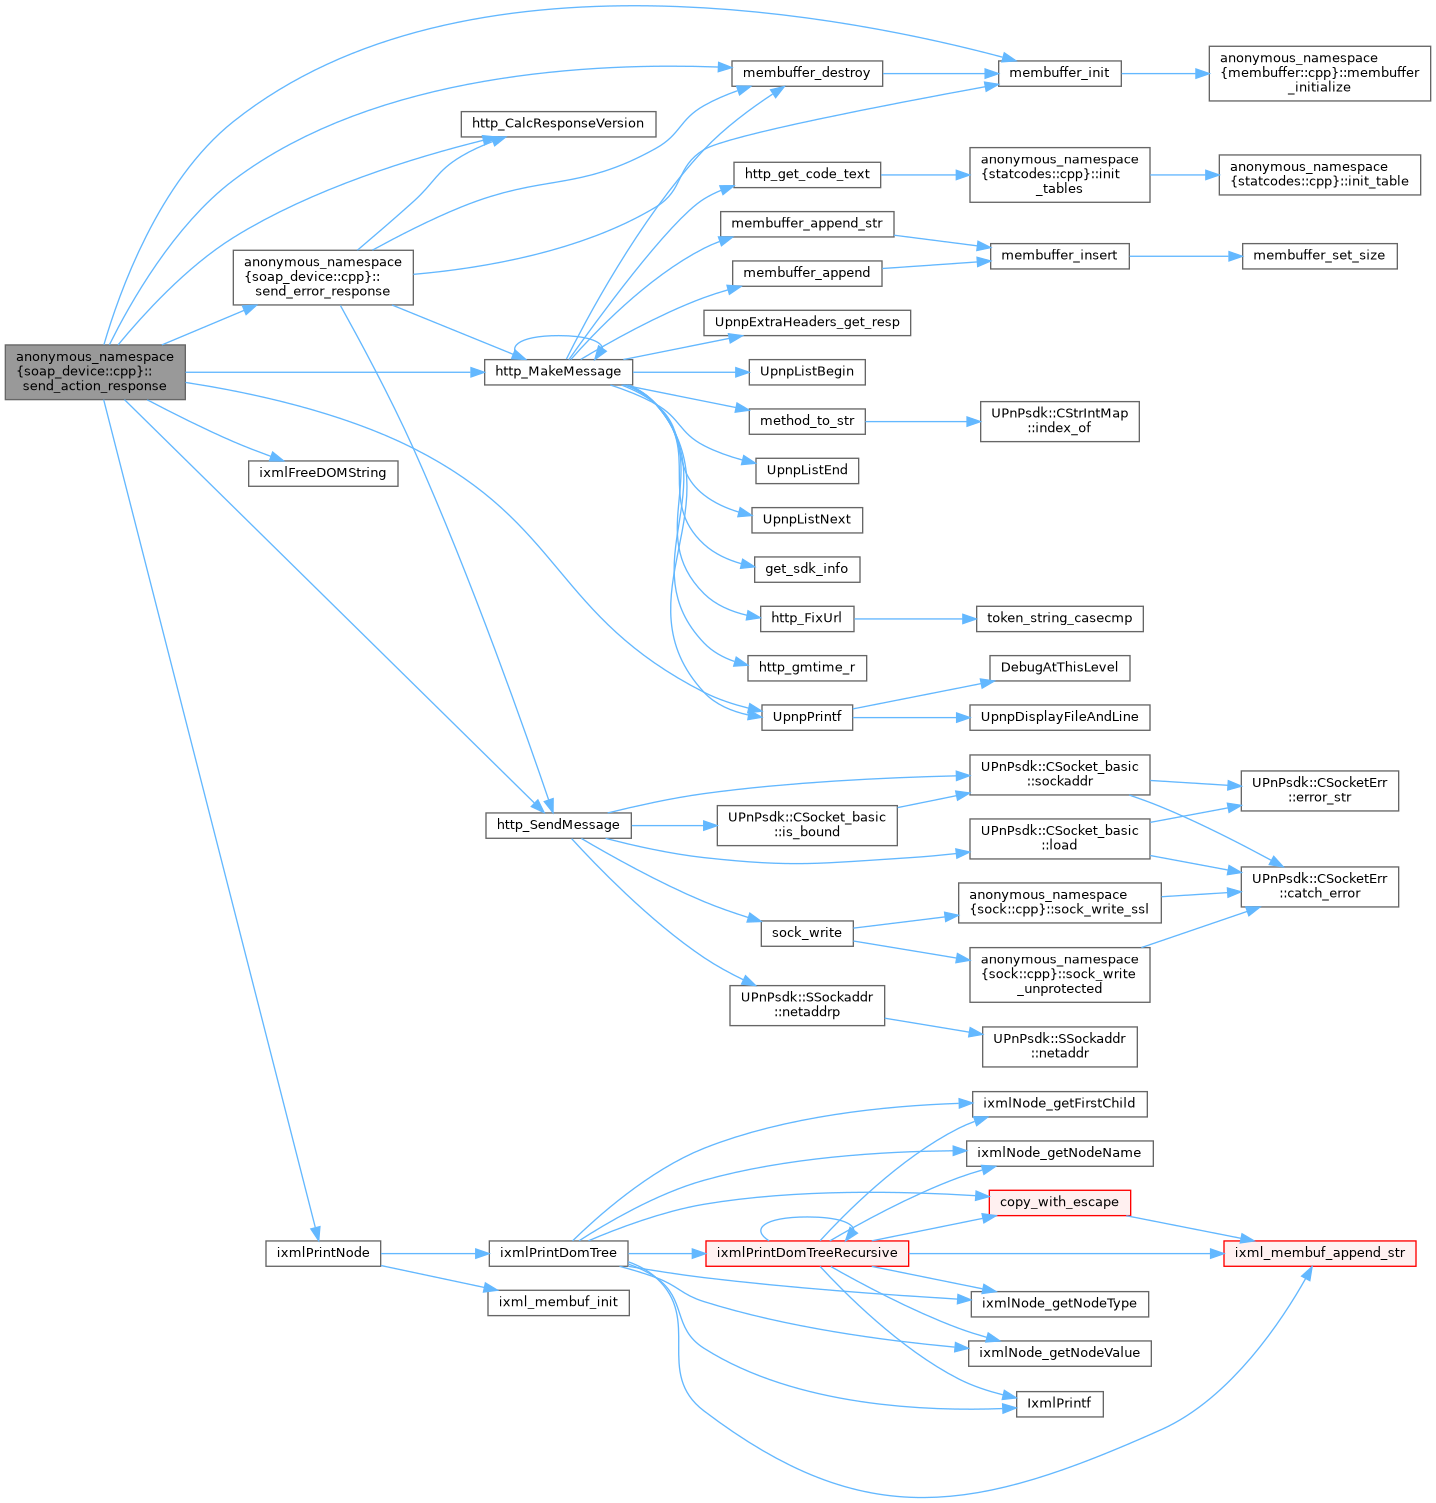 anonymous_namespace
{soap_device::cpp}::
send_action_response
http_CalcResponseVersion
anonymous_namespace
{soap_device::cpp}::
send_error_response
ixmlFreeDOMString
ixmlPrintNode
http_MakeMessage
http_SendMessage
ixmlPrintDomTree
ixml_membuf_init
membuffer_destroy
http_get_code_text
membuffer_append_str
membuffer_append
UpnpExtraHeaders_get_resp
UpnpListBegin
method_to_str
UpnpListEnd
UpnpListNext
get_sdk_info
http_FixUrl
http_gmtime_r
UpnpPrintf
UPnPsdk::CSocket_basic
::is_bound
sock_write
UPnPsdk::SSockaddr
::netaddrp
ixmlPrintDomTreeRecursive
membuffer_init
anonymous_namespace
{statcodes::cpp}::init
_tables
membuffer_insert
UPnPsdk::CStrIntMap
::index_of
token_string_casecmp
DebugAtThisLevel
UpnpDisplayFileAndLine
UPnPsdk::CSocket_basic
::sockaddr
UPnPsdk::CSocket_basic
::load
anonymous_namespace
{sock::cpp}::sock_write_ssl
anonymous_namespace
{sock::cpp}::sock_write
_unprotected
UPnPsdk::SSockaddr
::netaddr
ixmlNode_getFirstChild
ixmlNode_getNodeName
copy_with_escape
ixmlNode_getNodeType
ixmlNode_getNodeValue
IxmlPrintf
anonymous_namespace
{membuffer::cpp}::membuffer
_initialize
anonymous_namespace
{statcodes::cpp}::init_table
membuffer_set_size
UPnPsdk::CSocketErr
::error_str
UPnPsdk::CSocketErr
::catch_error
ixml_membuf_append_str